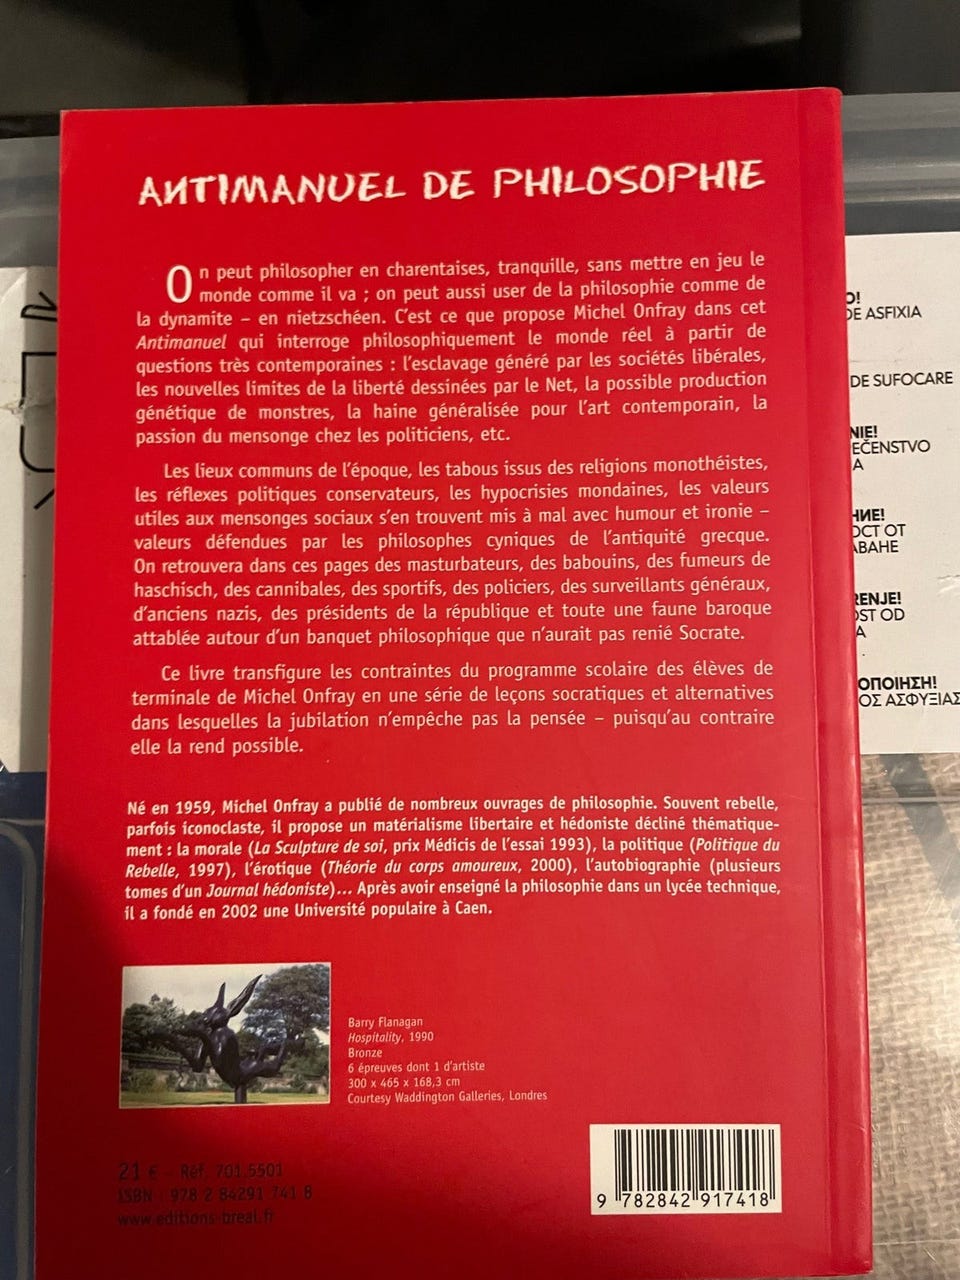 ANTIMANUEL DE PHILOSOPHIE
On peut philosopher en charentaises, tranquille, sans mettre en jeu le
monde comme il va ; on peut aussi user de la philosophie comme de
la dynamite – en nietzschéen. C'est ce que propose Michel Onfray dans cet
Antimanuel qui interroge philosophiquement le monde réel à partir de
questions très contemporaines : l'esclavage généré par les sociétés libérales,
les nouvelles limites de la liberté dessinées par le Net, la possible production
génétique de monstres, la haine généralisée pour l'art contemporain, la
passion du mensonge chez les politiciens, etc.
Les lieux communs de l'époque, les tabous issus des religions monothéistes,
les réflexes politiques conservateurs, les hypocrisies mondaines, les valeurs
utiles aux mensonges sociaux s'en trouvent mis à mal avec humour et ironie –
valeurs défendues par les philosophes cyniques de l'antiquité grecque.
On retrouvera dans ces pages des masturbateurs, des babouins, des fumeurs de
haschisch, des cannibales, des sportifs, des policiers, des surveillants généraux,
d'anciens nazis, des présidents de la république et toute une faune baroque
attablée autour d'un banquet philosophique que n'aurait pas renié Socrate.
Ce livre transfigure les contraintes du programme scolaire des élèves de
terminale de Michel Onfray en une série de leçons socratiques et alternatives
dans lesquelles la jubilation n'empêche pas la pensée – puisqu'au contraire
elle la rend possible.
Né en 1959, Michel Onfray a publié de nombreux ouvrages de philosophie. Souvent rebelle,
parfois iconoclaste, il propose un matérialisme libertaire et hédoniste décliné thématique-
ment : la morale (La Sculpture de soi, prix Médicis de l'essai 1993), la politique (Politique du
Rebelle, 1997), l'érotique (Théorie du corps amoureux, 2000), l'autobiographie (plusieurs
tomes d'un Journal hédoniste)... Après avoir enseigné la philosophie dans un lycée technique,
il a fondé en 2002 une Université populaire à Caen.
Barry Flanagan
Hospitality, 1990
Bronze
6 épreuves dont 1 d'artiste
300 x 465 x 168,3 cm
Courtesy Waddington Galleries, Londres
21 € - Réf. 701.5501
ISBN : 978 2 84291 741 8
www.editions-breal.fr
9 782842 917418
O!
DE ASFIXIA
DE SUFOCARE
NIE!
EČENSTVO
A
НИЕ!
ОСТ ОТ
АВАНЕ
RENJE!
OST OD
A
ΟΠΟΙΗΣΗ!
ΟΣ ΑΣΦΥΞΙΑΣ